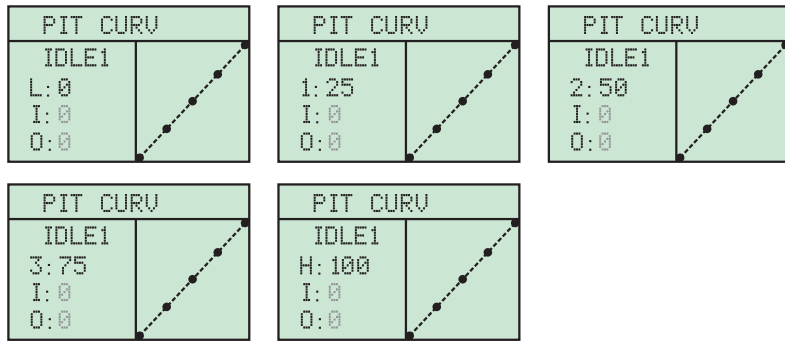 PIT CURV
IDLE1
L:0
I:0
O:0
PIT CURV
IDLE1
1:25
I:0
O:0
PIT CURV
IDLE1
2:50
I:0
O:0
PIT CURV
IDLE1
3:75
I:0
O:0
PIT CURV
IDLE1
H:100
I:0
O:0